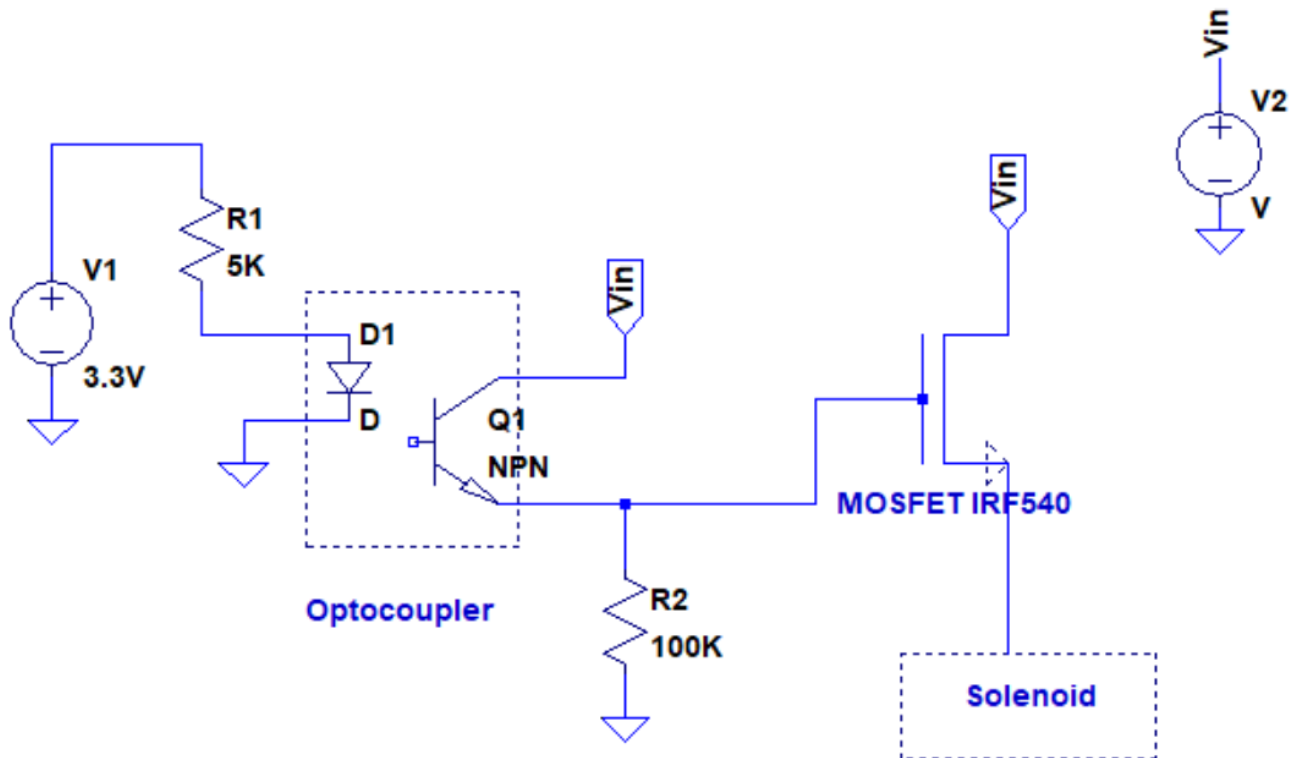 Vin
V2
V
Vin
R1
5K
V1
3.3V
Vin
D1
D
Q1
NPN
MOSFET IRF540
Optocoupler
R2
100K
Solenoid